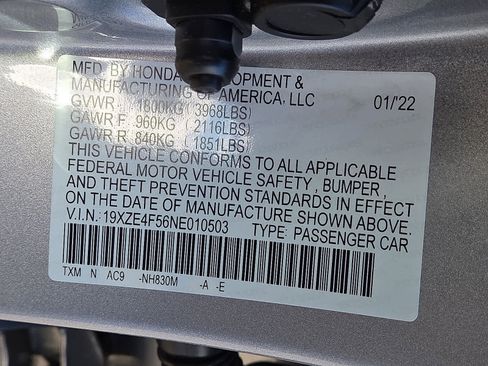 MFD. BY HONDA OPMENT &
MANUFACTURING OF AMERICA, LLC 01/'22
GVWR 1800KG (3968LBS)
GAWR F 960KG (2116LBS)
GAWR R 840KG (1851LBS)
THIS VEHICLE CONFORMS TO ALL APPLICABLE
FEDERAL MOTOR VEHICLE SAFETY, BUMPER,
AND THEFT PREVENTION STANDARDS IN EFFECT
ON THE DATE OF MANUFACTURE SHOWN ABOVE.
V.I.N.: 19XZE4F56NE010503 TYPE: PASSENGER CAR
TXM N AC9 -NH830M -A -E